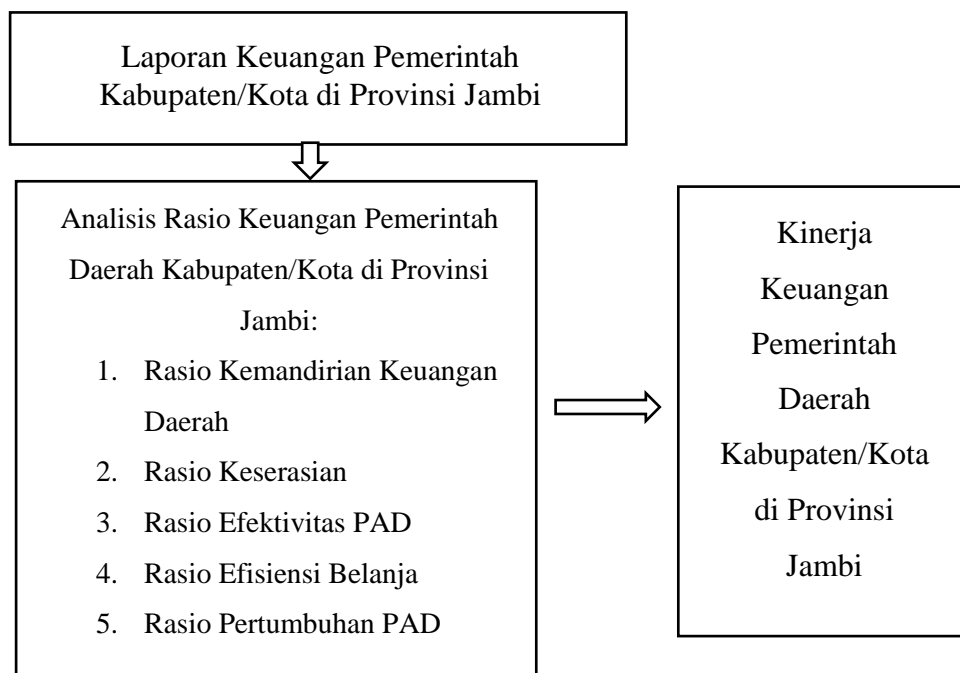 Laporan Keuangan Pemerintah
Kabupaten/Kota di Provinsi Jambi
Analisis Rasio Keuangan Pemerintah
Daerah Kabupaten/Kota di Provinsi
Jambi:
1. Rasio Kemandirian Keuangan
Daerah
2. Rasio Keserasian
3. Rasio Efektivitas PAD
4. Rasio Efisiensi Belanja
5. Rasio Pertumbuhan PAD
Kinerja
Keuangan
Pemerintah
Daerah
Kabupaten/Kota
di Provinsi
Jambi